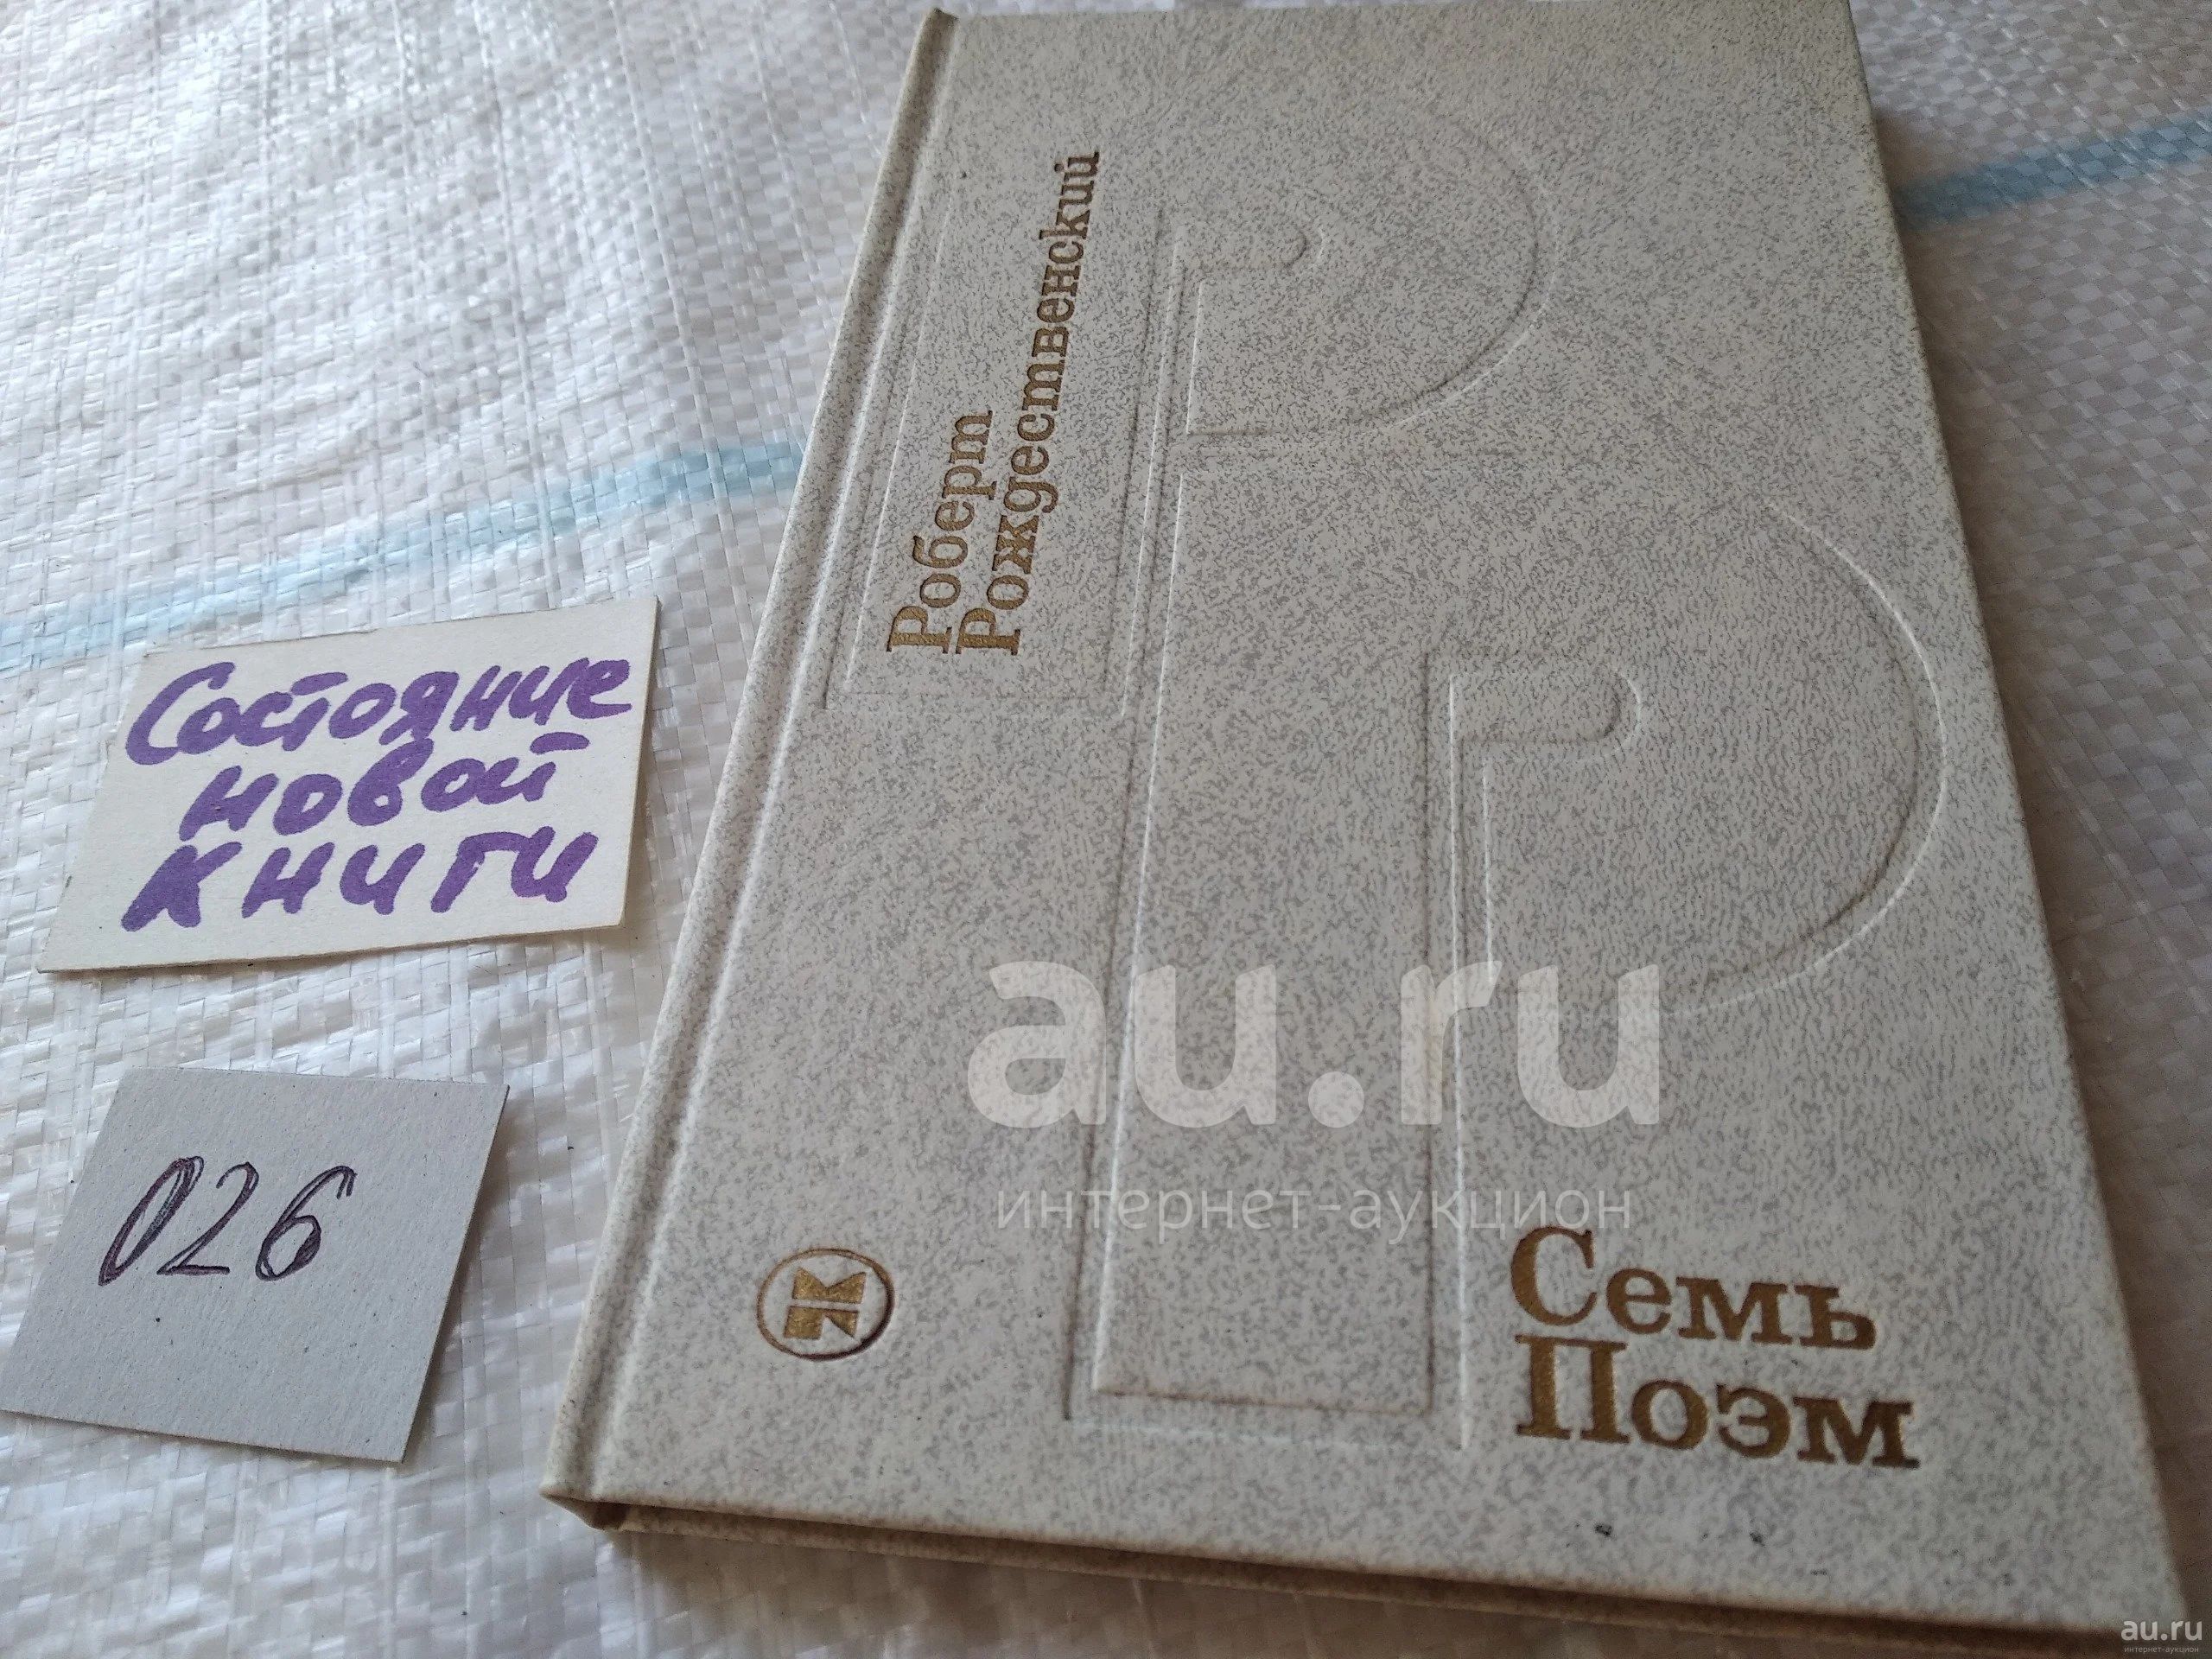 Роберт
Рождественский
Состояние
новой
книги
026
au.ru
интернет-аукцион
Семь
Поэм
au.ru
интернет-аукцион